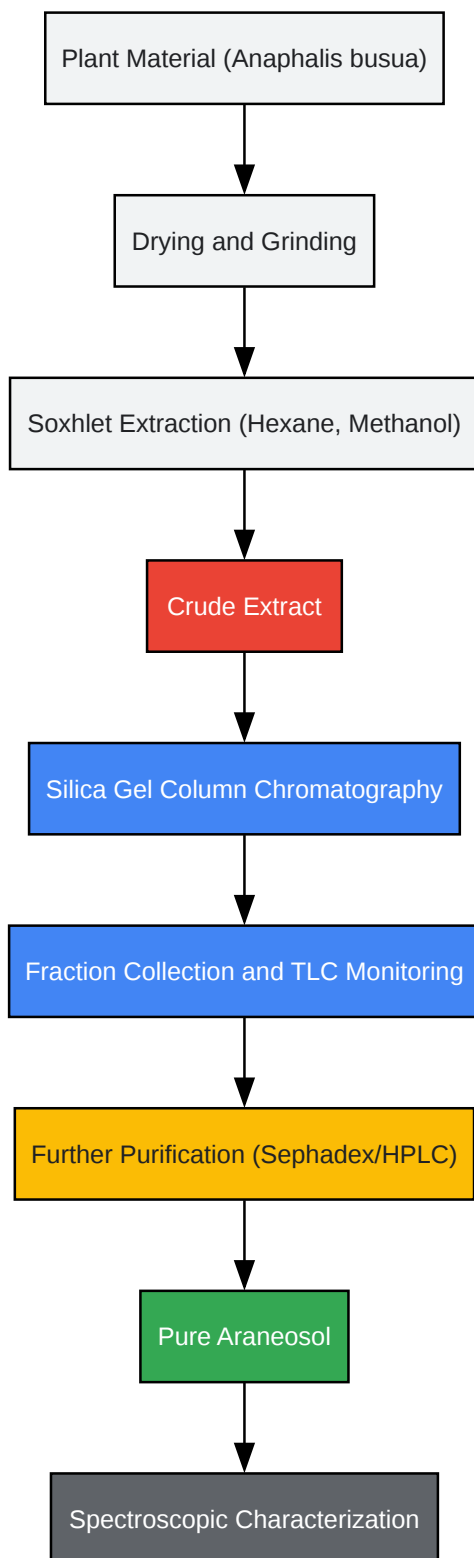 Plant Material (Anaphalis busua)
Drying and Grinding
Soxhlet Extraction (Hexane, Methanol)
Crude Extract
Silica Gel Column Chromatography
Fraction Collection and TLC Monitoring
Further Purification (Sephadex/HPLC)
Pure Araneosol
Spectroscopic Characterization